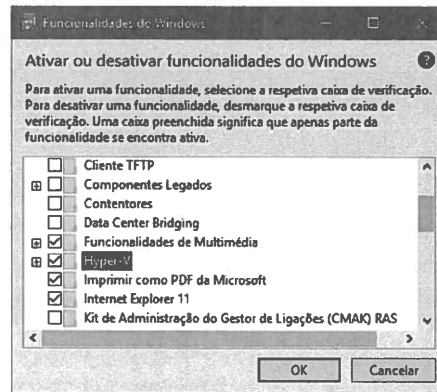 Funcionalidades do Windows
Ativar ou desativar funcionalidades do Windows
Para ativar uma funcionalidade, selecione a respetiva caixa de verificação.
Para desativar uma funcionalidade, desmarque a respetiva caixa de
verificação. Uma caixa preenchida significa que apenas parte da
funcionalidade se encontra ativa.
Cliente TFTP
Componentes Legados
Contentores
Data Center Bridging
Funcionalidades de Multimédia
Hyper-V
Imprimir como PDF da Microsoft
Internet Explorer 11
Kit de Administração do Gestor de Ligações (CMAK) RAS
OK Cancelar